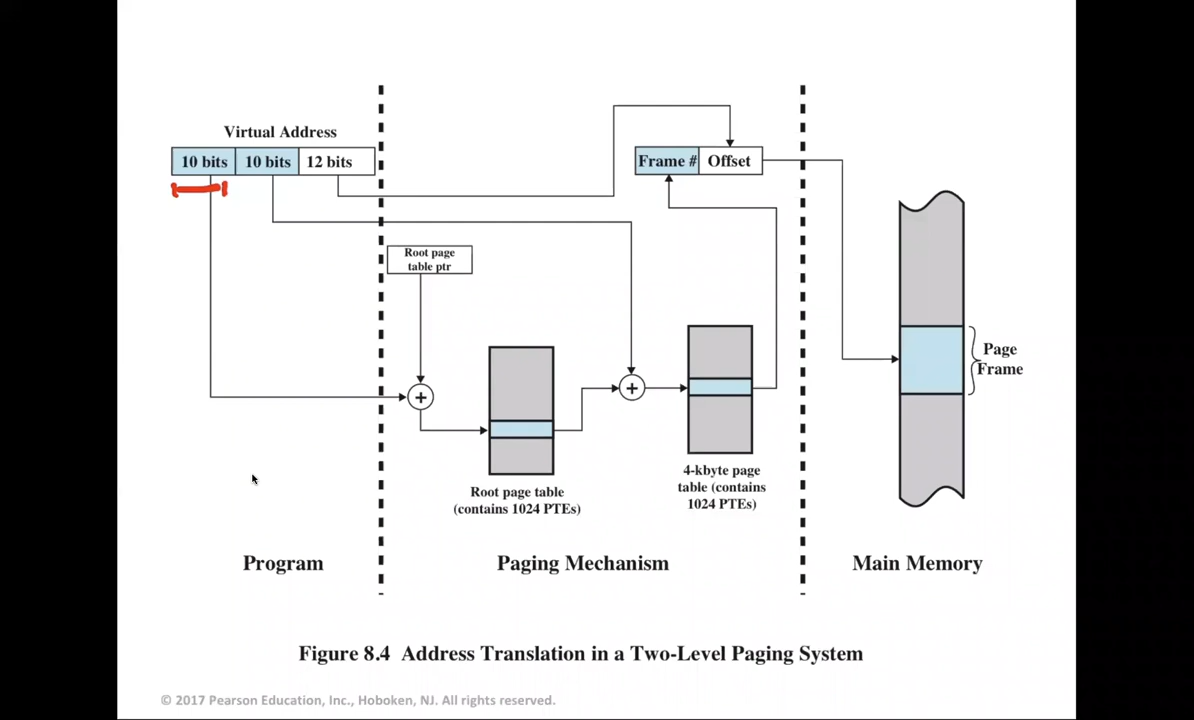 Virtual Address
10 bits 10 bits 12 bits
Frame # Offset
Root page
table ptr
Page
Frame
4-kbyte page
table (contains
1024 PTEs)
Root page table
(contains 1024 PTEs)
Program Paging Mechanism Main Memory
Figure 8.4 Address Translation in a Two-Level Paging System
© 2017 Pearson Education, Inc., Hoboken, NJ. All rights reserved.